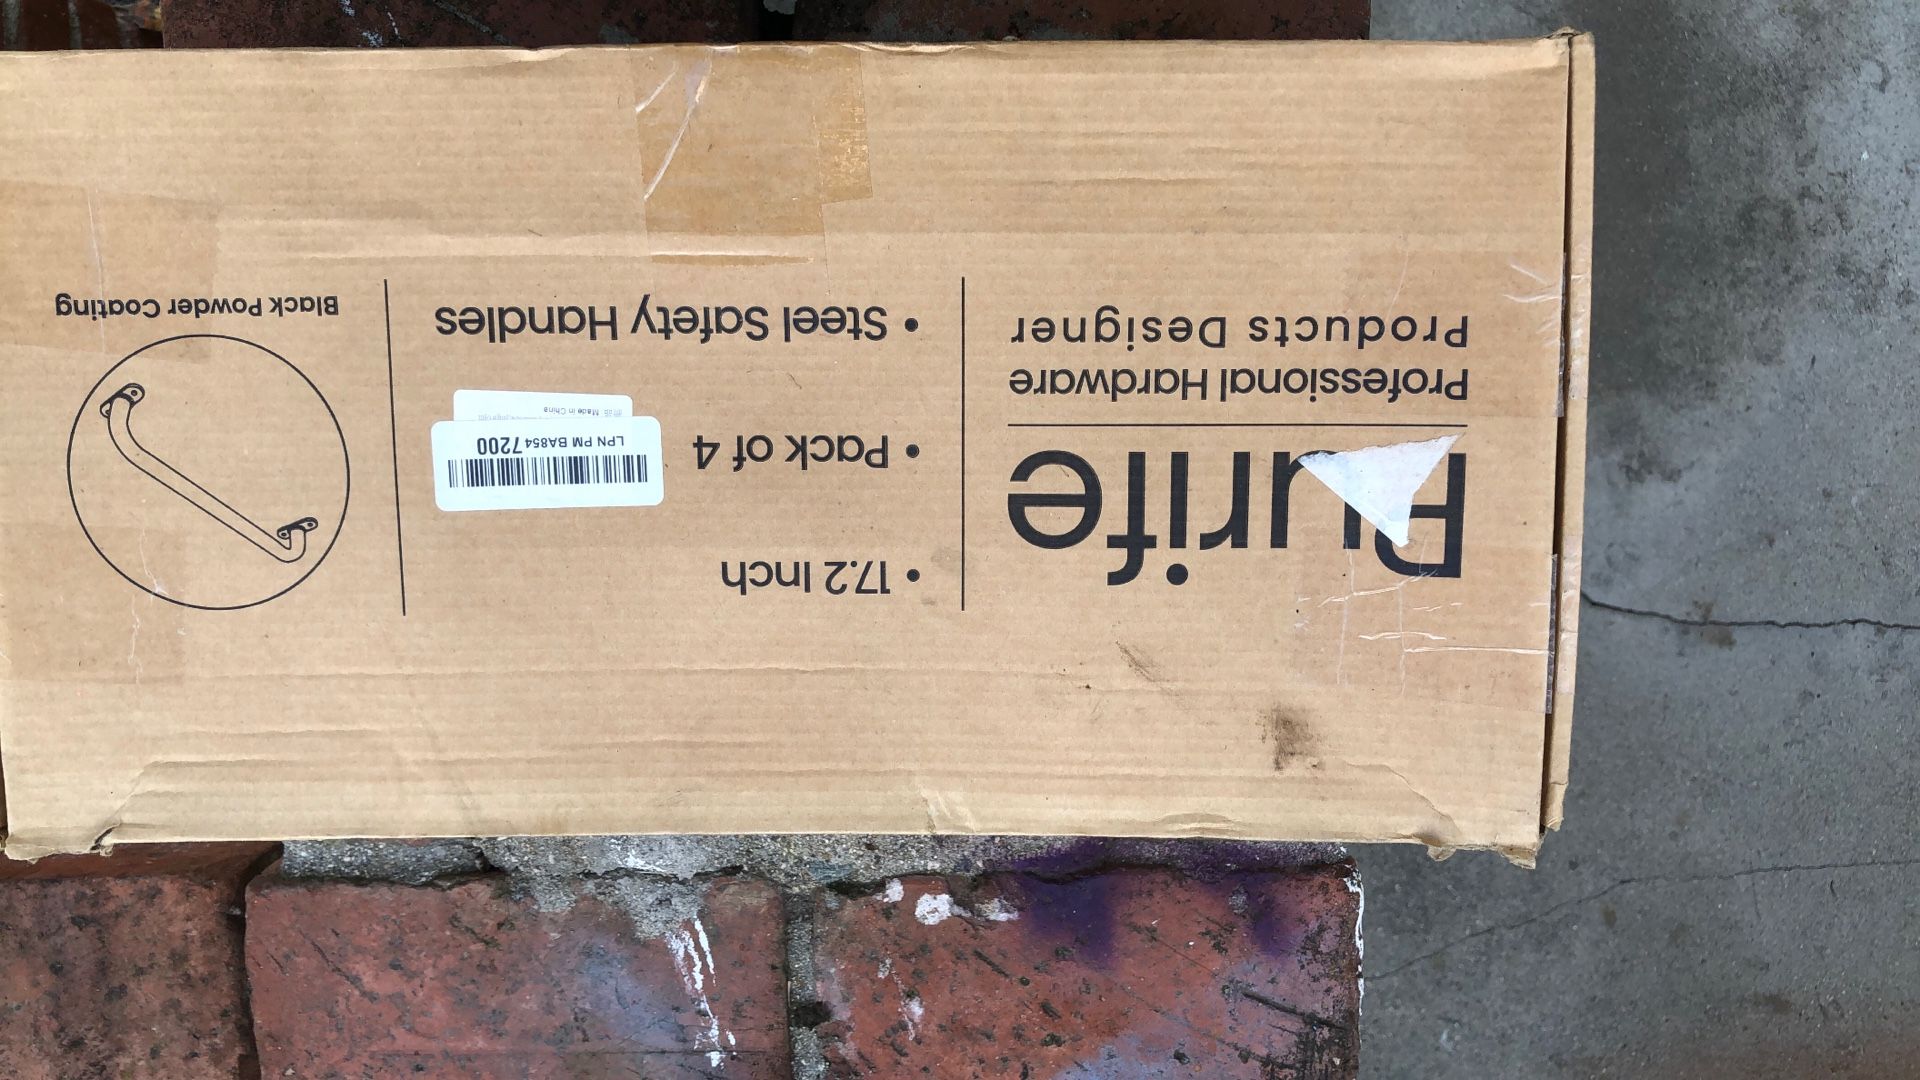 Purife
Professional Hardware
Products Designer
• 17.2 Inch
• Pack of 4
• Steel Safety Handles
LPN PM BA854 7200
Made in China
Black Powder Coating